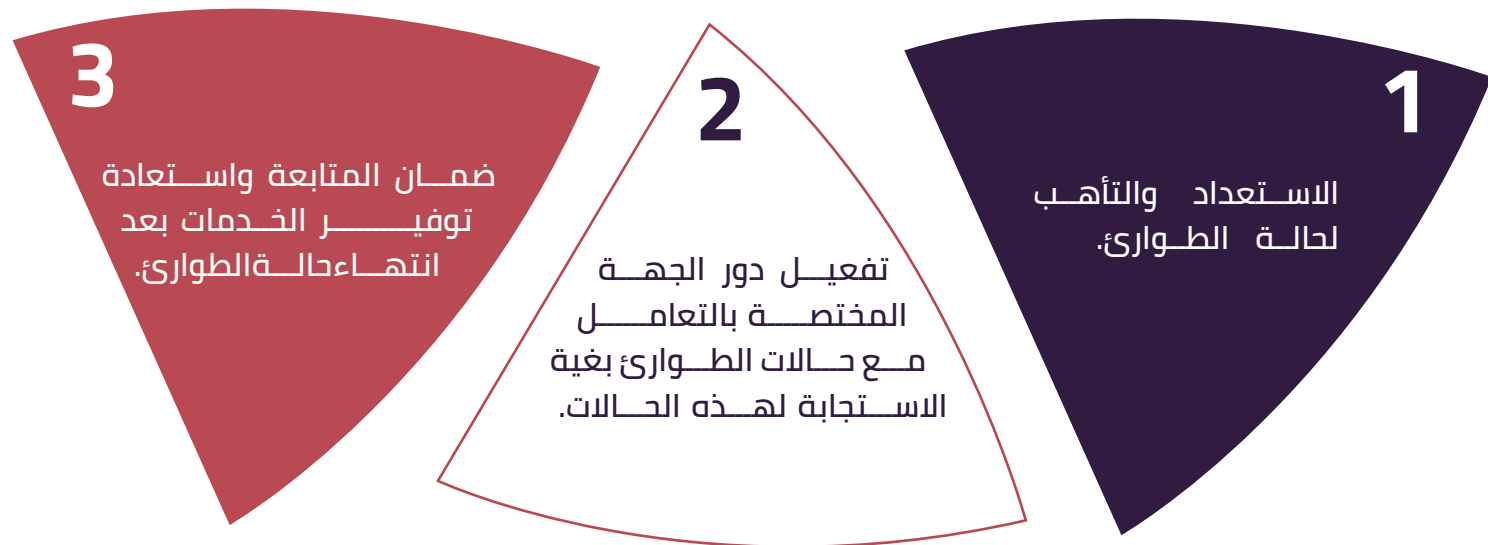 1
الاستعداد والتأهب
لحالة الطوارئ.
2
تفعيل دور الجهة
المختصة بالتعامل
مع حالات الطوارئ بغية
الاستجابة لهذه الحالات.
3
ضمان المتابعة واستعادة
توفير الخدمات بعد
انتهاءحالةالطوارئ.